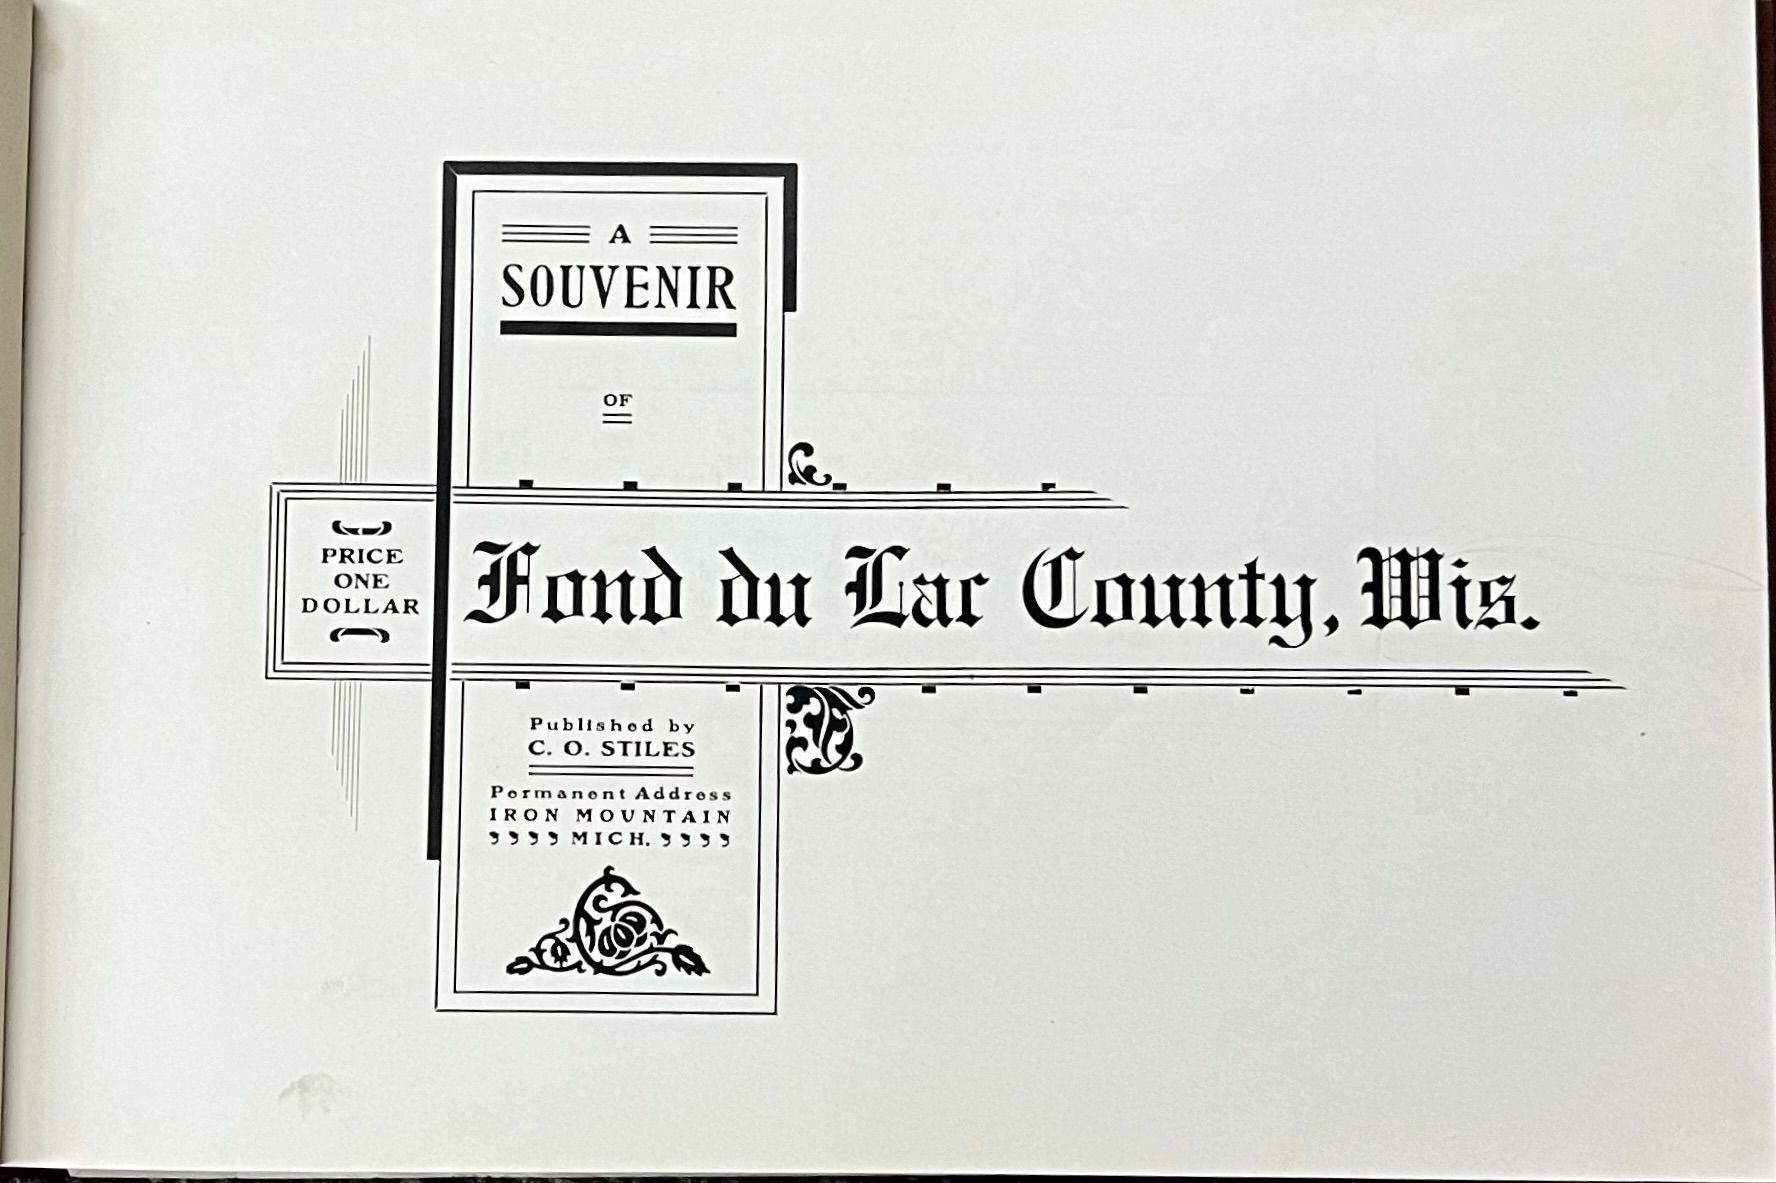 A
SOUVENIR
OF
PRICE
ONE
DOLLAR
Fond du Lac County, Wis.
Published by
C. O. STILES
Permanent Address
IRON MOUNTAIN
,,,, MICH. ,,,,